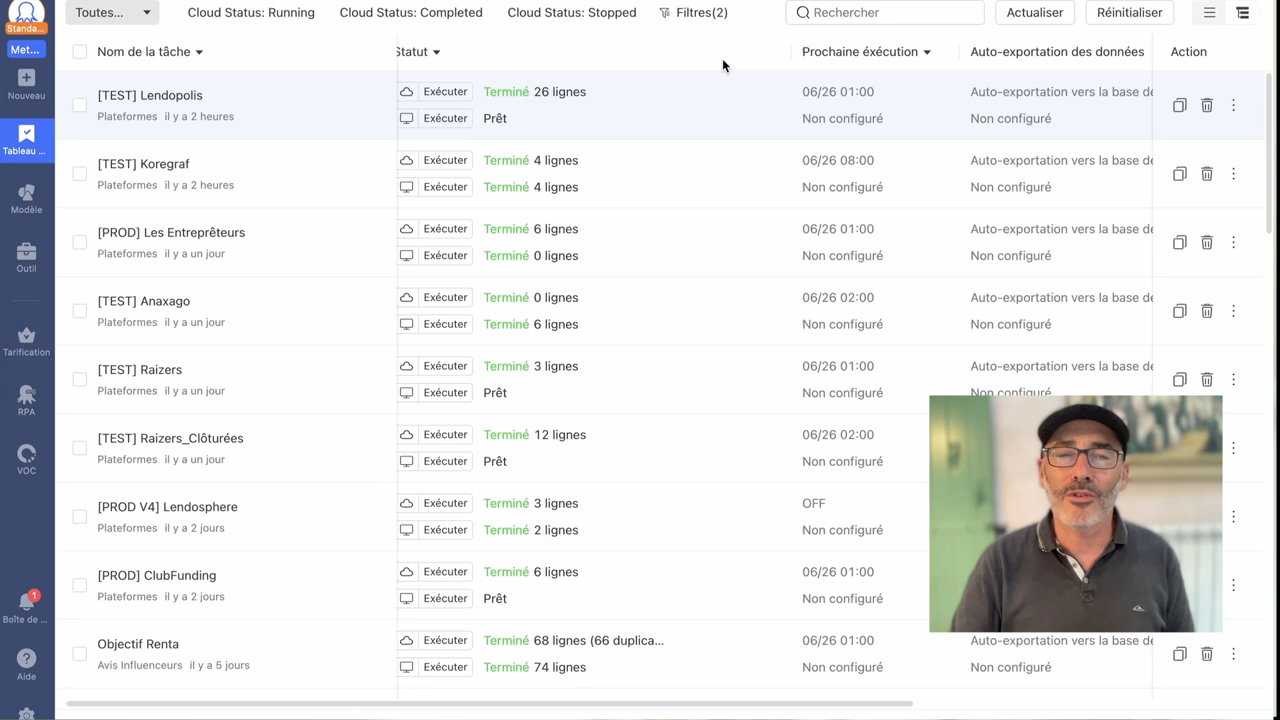 Standa...
Met...
Nouveau
Tableau ...
Modèle
Outil
Tarification
RPA
VOC
1
Boîte de ...
Aide
Toutes...
Cloud Status: Running
Cloud Status: Completed
Cloud Status: Stopped
Filtres(2)
Rechercher
Actualiser
Réinitialiser
Nom de la tâche
Statut
Prochaine éxécution
Auto-exportation des données
Action
[TEST] Lendopolis
Plateformes il y a 2 heures
Exécuter Terminé 26 lignes
06/26 01:00
Auto-exportation vers la base de
Exécuter Prêt
Non configuré
Non configuré
[TEST] Koregraf
Plateformes il y a 2 heures
Exécuter Terminé 4 lignes
06/26 08:00
Auto-exportation vers la base de
Exécuter Terminé 4 lignes
Non configuré
Non configuré
[PROD] Les Entreprêteurs
Plateformes il y a un jour
Exécuter Terminé 6 lignes
06/26 01:00
Auto-exportation vers la base de
Exécuter Terminé 0 lignes
Non configuré
Non configuré
[TEST] Anaxago
Plateformes il y a un jour
Exécuter Terminé 0 lignes
06/26 02:00
Auto-exportation vers la base de
Exécuter Terminé 6 lignes
Non configuré
Non configuré
[TEST] Raizers
Plateformes il y a un jour
Exécuter Terminé 3 lignes
06/26 01:00
Auto-exportation vers la base de
Exécuter Prêt
Non configuré
Non configuré
[TEST] Raizers_Clôturées
Plateformes il y a un jour
Exécuter Terminé 12 lignes
06/26 02:00
Exécuter Prêt
Non configuré
[PROD V4] Lendosphere
Plateformes il y a 2 jours
Exécuter Terminé 3 lignes
OFF
Exécuter Terminé 2 lignes
Non configuré
[PROD] ClubFunding
Plateformes il y a 2 jours
Exécuter Terminé 6 lignes
06/26 01:00
Exécuter Prêt
Non configuré
Objectif Renta
Avis Influenceurs il y a 5 jours
Exécuter Terminé 68 lignes (66 duplica...
06/26 01:00
Auto-exportation vers la base de
Exécuter Terminé 74 lignes
Non configuré
Non configuré